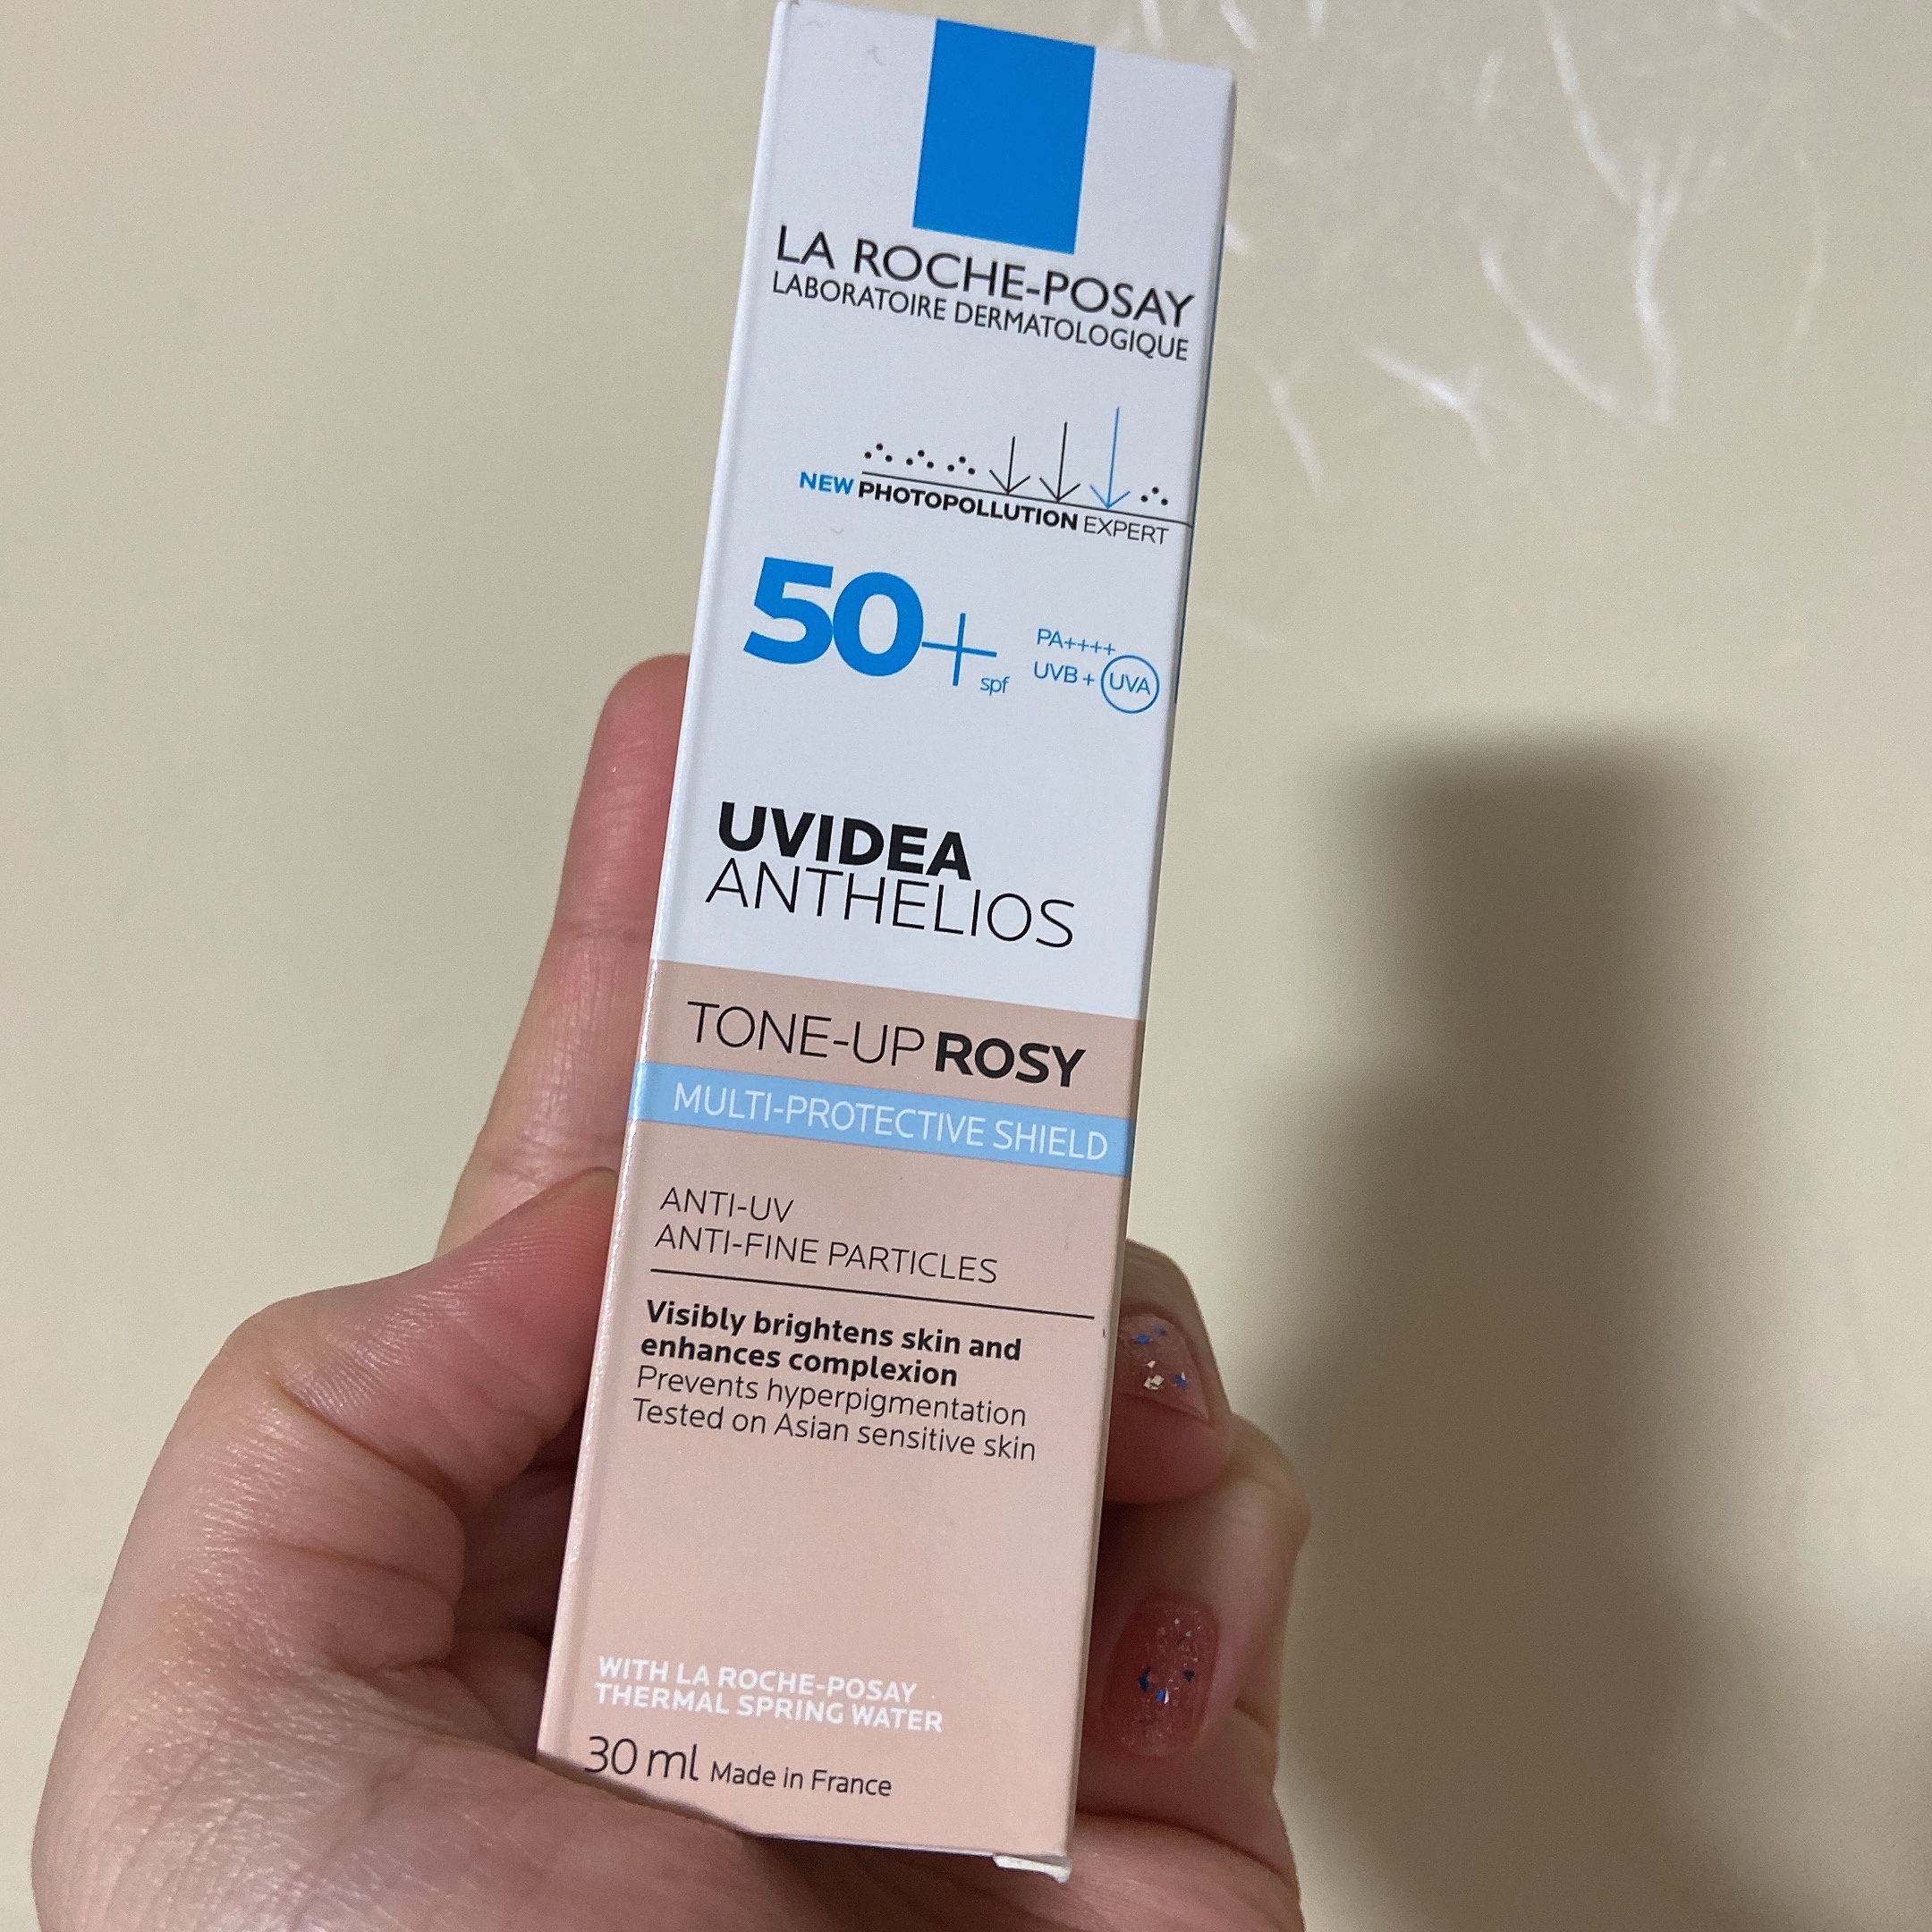 LA ROCHE-POSAY
LABORATOIRE DERMATOLOGIQUE
NEW PHOTOPOLLUTION EXPERT
50+ spf
PA++++
UVB + UVA
UVIDEA
ANTHELIOS
TONE-UP ROSY
MULTI-PROTECTIVE SHIELD
ANTI-UV
ANTI-FINE PARTICLES
Visibly brightens skin and
enhances complexion
Prevents hyperpigmentation
Tested on Asian sensitive skin
WITH LA ROCHE-POSAY
THERMAL SPRING WATER
30 ml Made in France